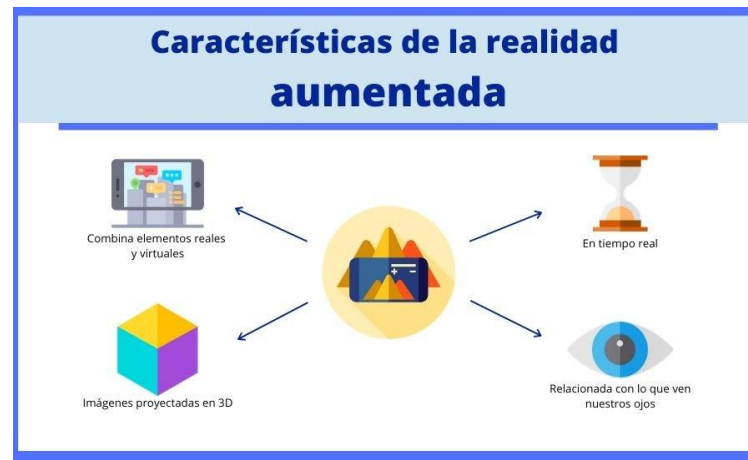 Características de la realidad
aumentada
Combina elementos reales
y virtuales
En tiempo real
Imágenes proyectadas en 3D
Relacionada con lo que ven
nuestros ojos